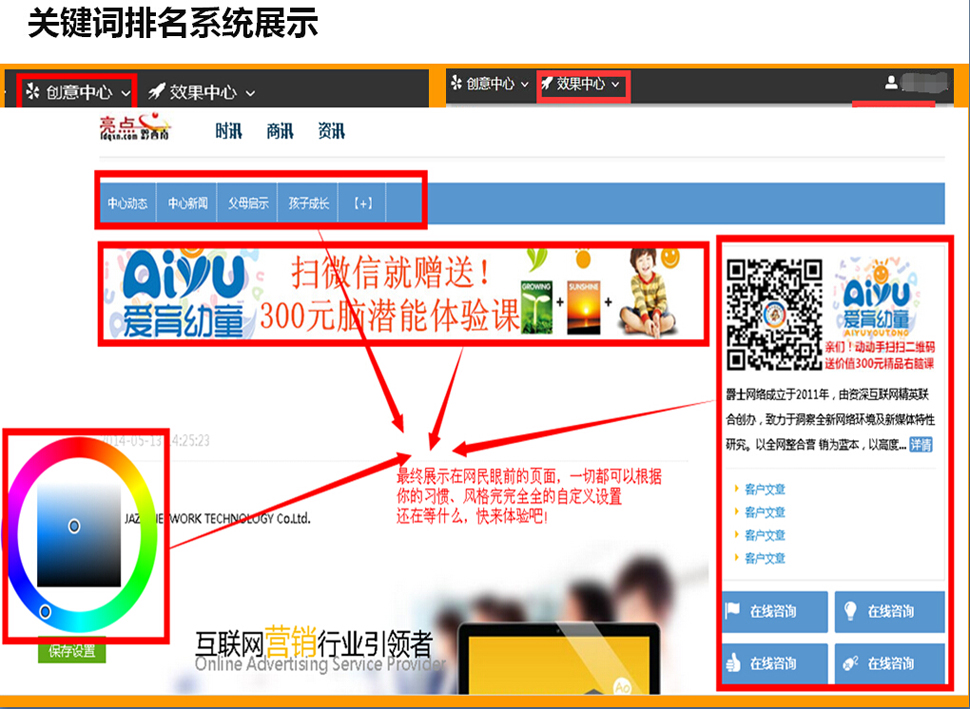 关键词排名系统展示
创意中心
效果中心
创意中心
效果中心
亮点
ldqxn.com 黔西南
时讯
商讯
资讯
中心动态
中心新闻
父母启示
孩子成长
【+】
AiyU
爱育幼童
扫微信就赠送！
300元脑潜能体验课
GROWING
+
SUNSHINE
+
AiyU
爱育幼童
AIYUYOUTONG
亲们！动动手扫扫二维码
送价值300元精品右脑课
爵士网络成立于2011年，由资深互联网精英联
合创办，致力于洞察全新网络环境及新媒体特性
研究。以全网整合营 销为蓝本，以高度... 详情
客户文章
客户文章
客户文章
客户文章
在线咨询
在线咨询
在线咨询
在线咨询
014-05-13 14:25:23
最终展示在网民眼前的页面，一切都可以根据
你的习惯、风格完完全全的自定义设置
还在等什么，快来体验吧！
WORK TECHNOLOGY Co.Ltd.
保存设置
互联网营销行业引领者
Online Advertising Service Provider
Ao